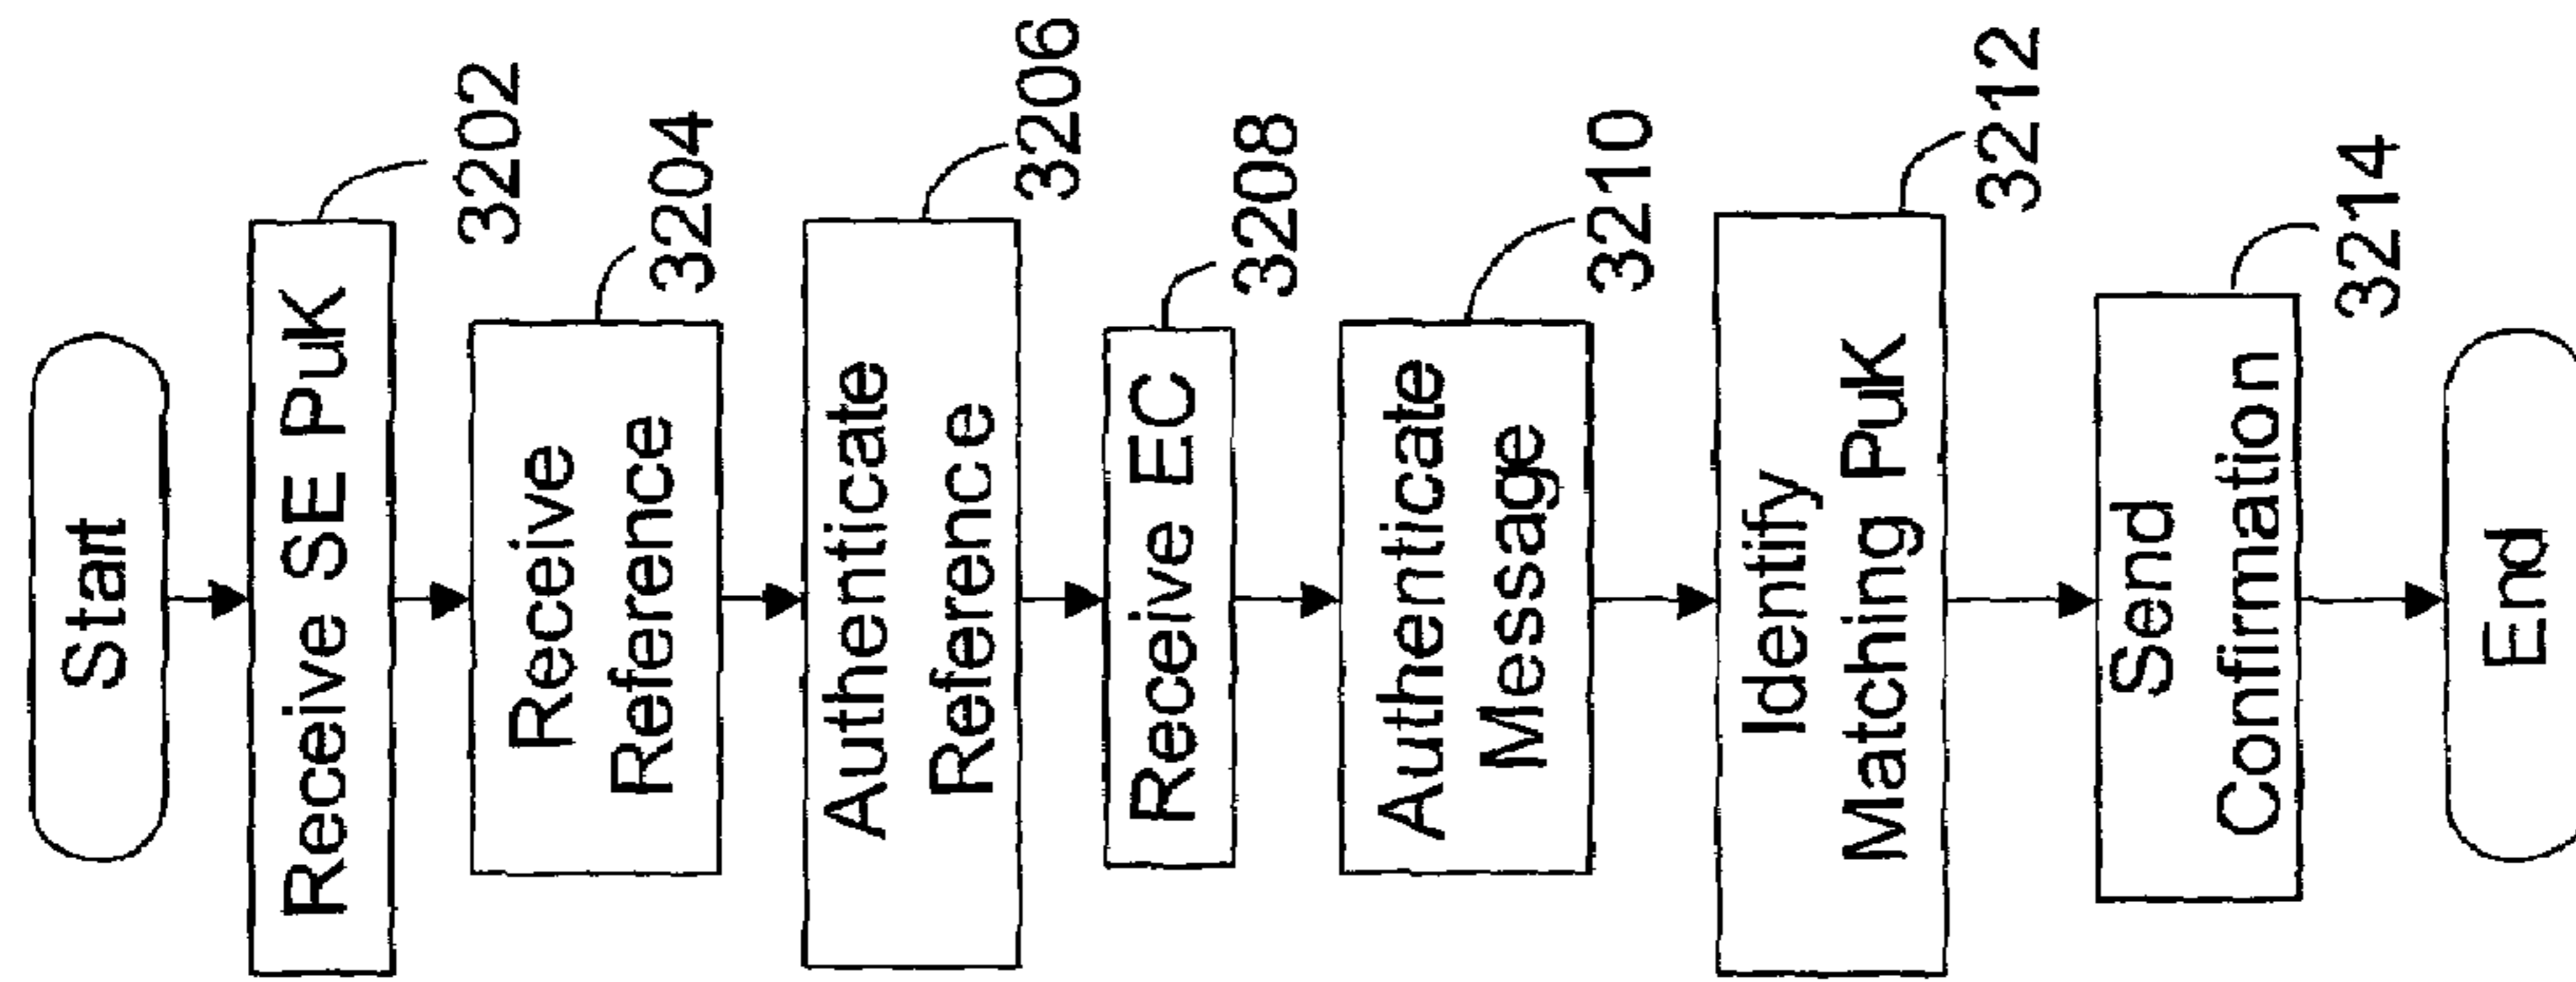 Start
Receive SE PuK
3202
Receive
Reference
3204
Authenticate
Reference
3206
Receive EC
3208
Authenticate
Message
3210
Identify
Matching PuK
3212
Send
Confirmation
3214
End